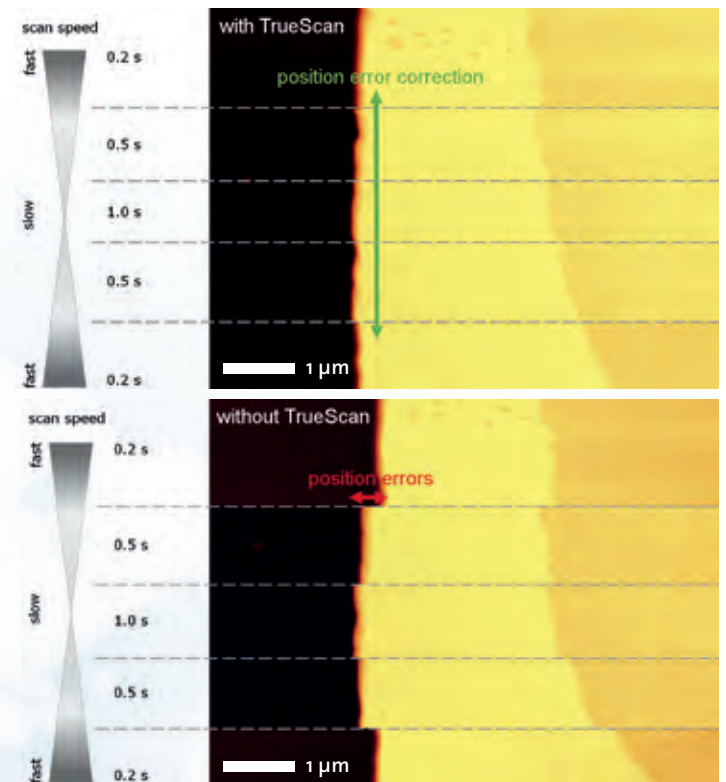 scan speed
with TrueScan
fast
0.2 s
position error correction
0.5 s
slow
1.0 s
0.5 s
fast
0.2 s
1 µm
scan speed
without TrueScan
fast
0.2 s
position errors
0.5 s
slow
1.0 s
0.5 s
fast
0.2 s
1 µm